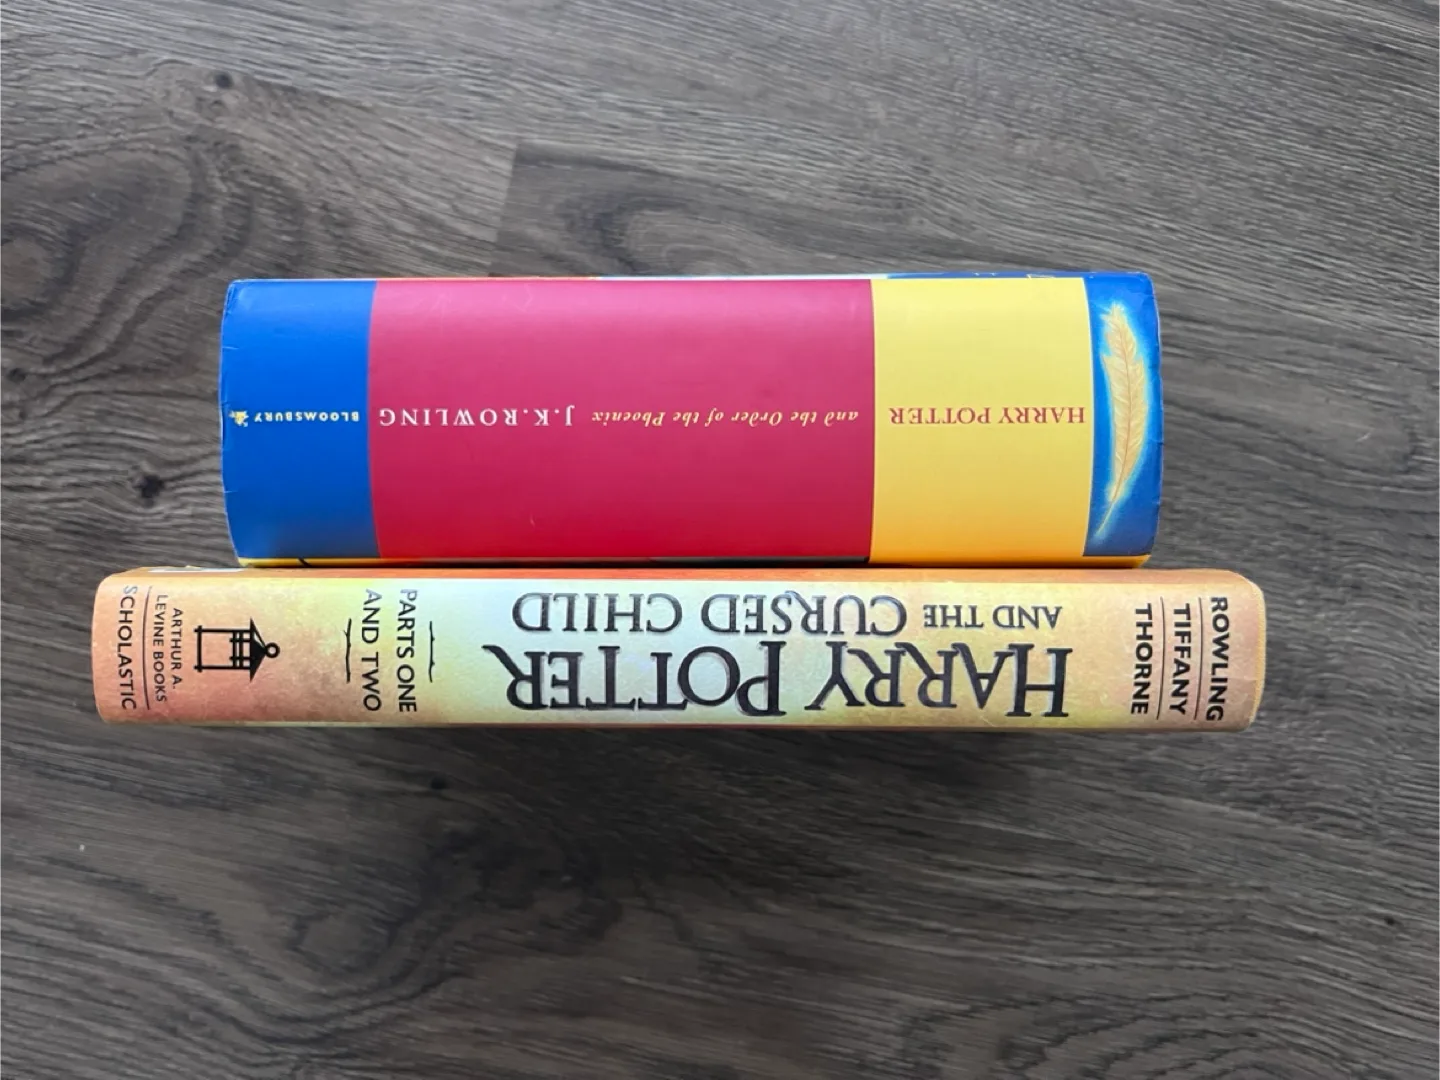 HARRY POTTER
and the Order of the Phoenix
J.K.ROWLING
BLOOMSBURY
ROWLING
TIFFANY
THORNE
HARRY POTTER
AND THE CURSED CHILD
PARTS ONE
AND TWO
ARTHUR A.
LEVINE BOOKS
SCHOLASTIC